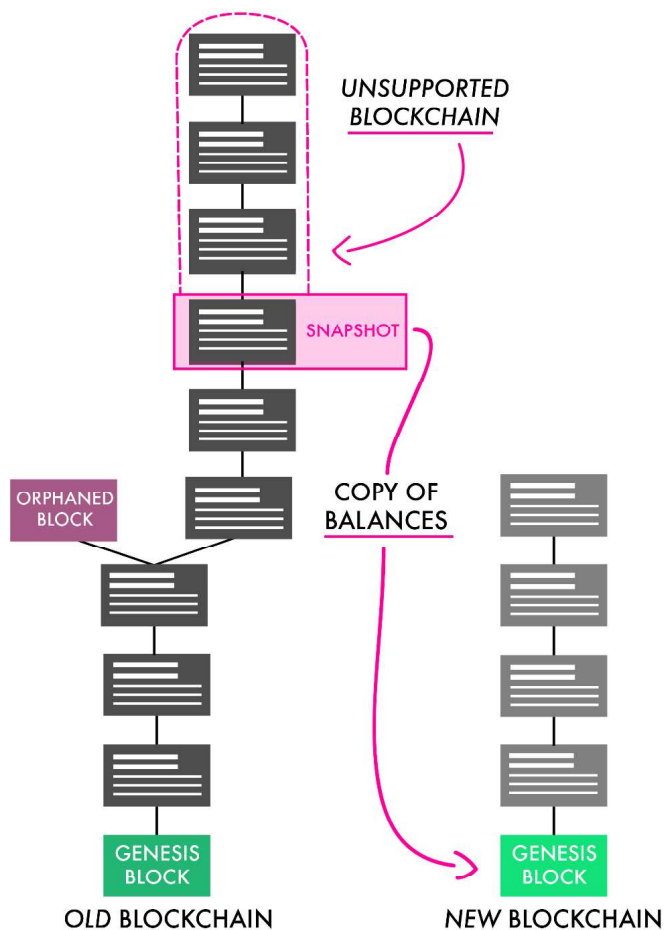 UNSUPPORTED
BLOCKCHAIN
SNAPSHOT
ORPHANED
BLOCK
COPY OF
BALANCES
GENESIS
BLOCK
GENESIS
BLOCK
OLD BLOCKCHAIN
NEW BLOCKCHAIN